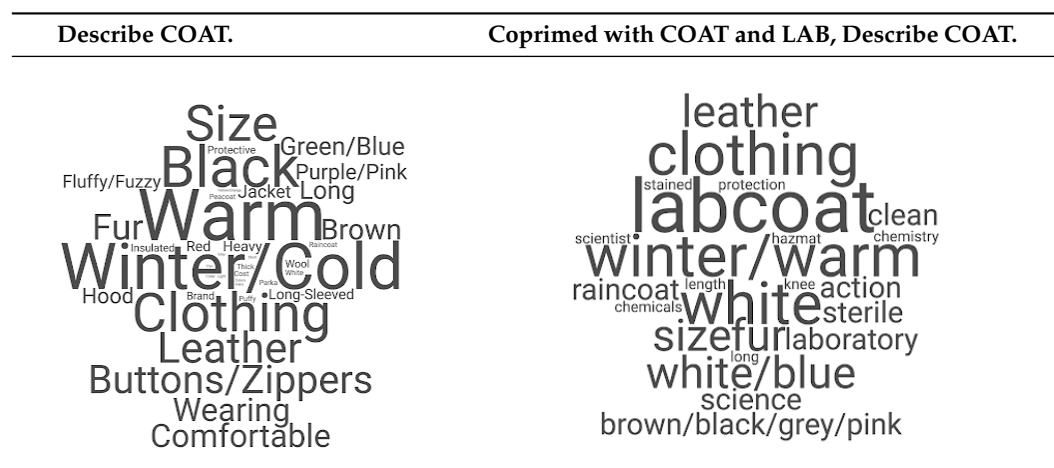 Describe COAT.
Coprimed with COAT and LAB, Describe COAT.
Size
Protective
Green/Blue
Black
Purple/Pink
Fluffy/Fuzzy
Peacoat
Jacket
Long
Warm
Fur
Brown
Insulated
Red
Heavy
Raincoat
Winter/Cold
Thick
Cost
Wool
White
Parka
Hood
Brand
Puffy
Long-Sleeved
Clothing
Leather
Buttons/Zippers
Wearing
Comfortable
leather
clothing
stained
protection
labcoat
clean
scientist
hazmat
chemistry
winter/warm
raincoat
length
knee
action
chemicals
white
sterile
size
fur
laboratory
long
white/blue
science
brown/black/grey/pink